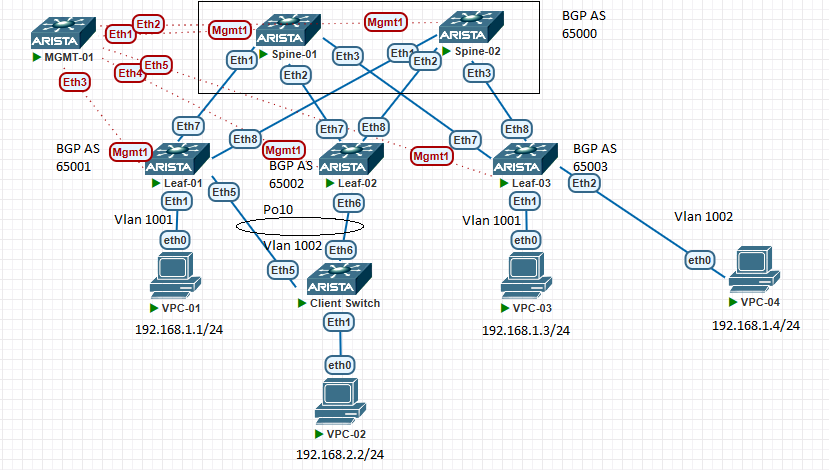 BGP AS
65000
Eth2
Eth1
Mgmt1
Mgmt1
ARISTA
MGMT-01
ARISTA
Spine-01
ARISTA
Spine-02
Eth3
Eth4
Eth5
Eth1
Eth2
Eth3
Eth1
Eth2
Eth3
BGP AS
65001
Eth7
Eth8
Mgmt1
ARISTA
Leaf-01
Mgmt1
BGP AS
65002
Eth7
Eth8
ARISTA
Leaf-02
Mgmt1
Eth7
Eth8
ARISTA
Leaf-03
BGP AS
65003
Eth1
Eth5
Eth6
Eth1
Eth2
Vlan 1001
Po10
Vlan 1002
Vlan 1001
Vlan 1002
eth0
Eth5
Eth6
eth0
eth0
VPC-01
192.168.1.1/24
ARISTA
Client Switch
VPC-03
192.168.1.3/24
VPC-04
192.168.1.4/24
Eth1
eth0
VPC-02
192.168.2.2/24